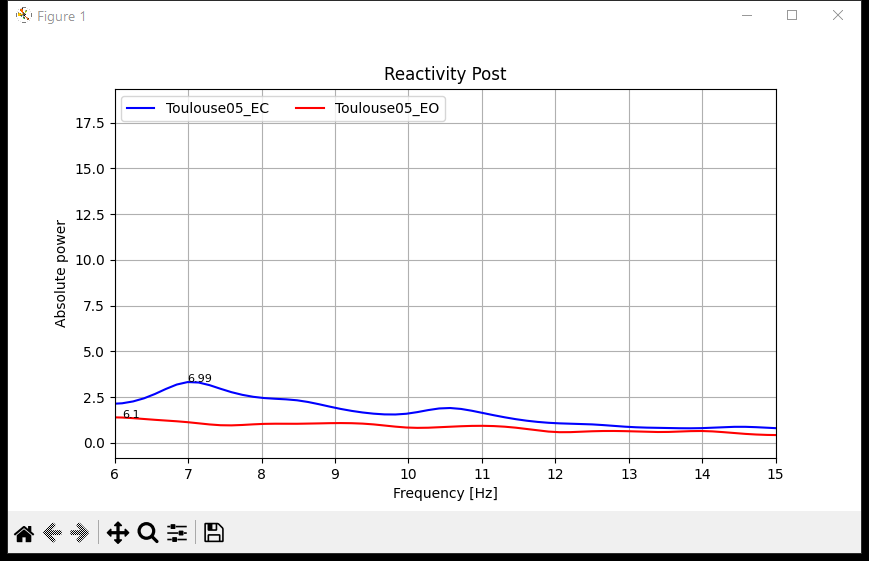 Figure 1
Reactivity Post
Toulouse05_EC Toulouse05_EO
17.5
15.0
12.5
10.0
7.5
5.0
2.5
0.0
Absolute power
6.99
6.1
6 7 8 9 10 11 12 13 14 15
Frequency [Hz]